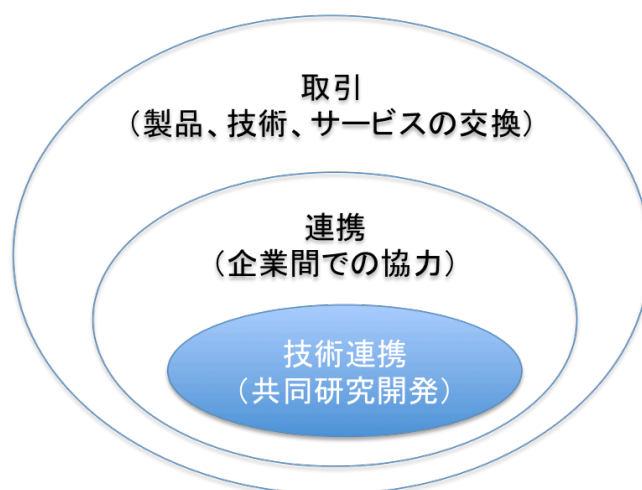 取引
（製品、技術、サービスの交換）
連携
（企業間での協力）
技術連携
（共同研究開発）